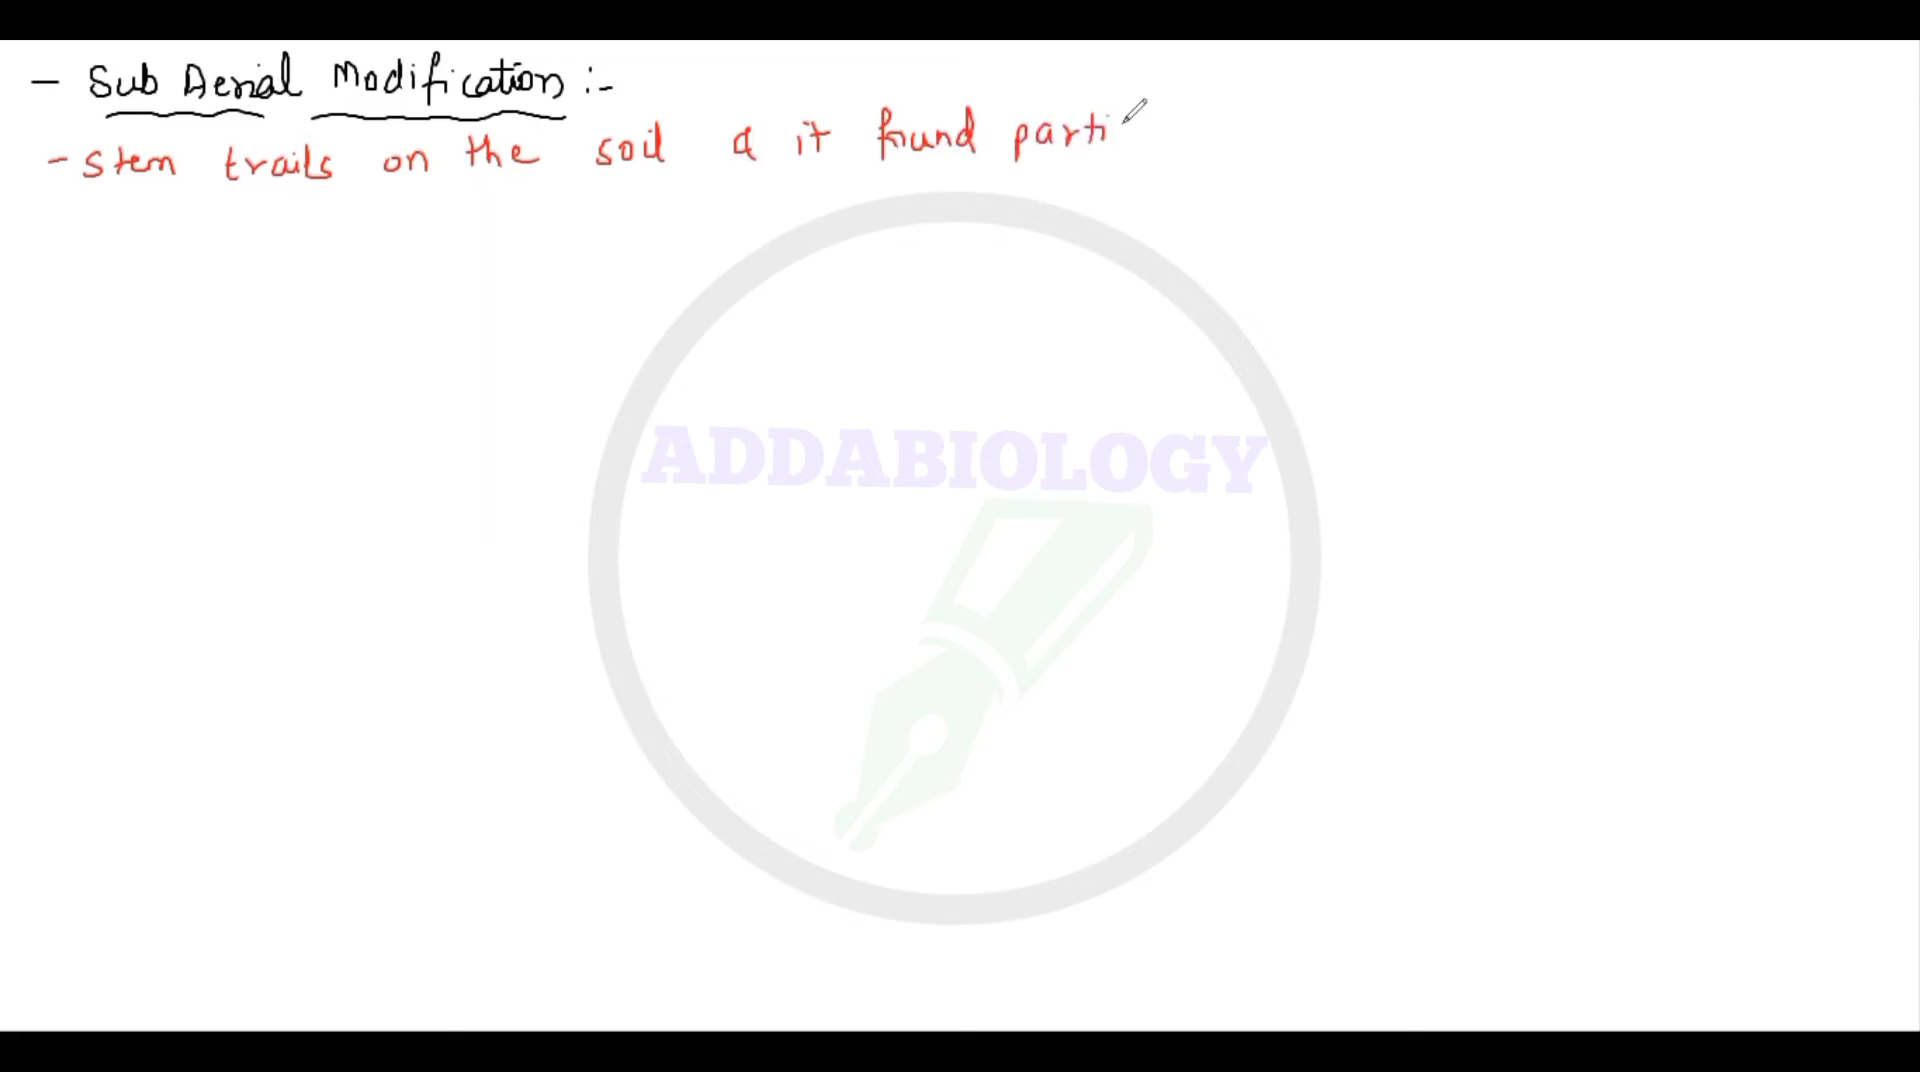 - Sub Aerial Modification :-
- Stem trails on the soil & it found parti
ADDABIOLOGY